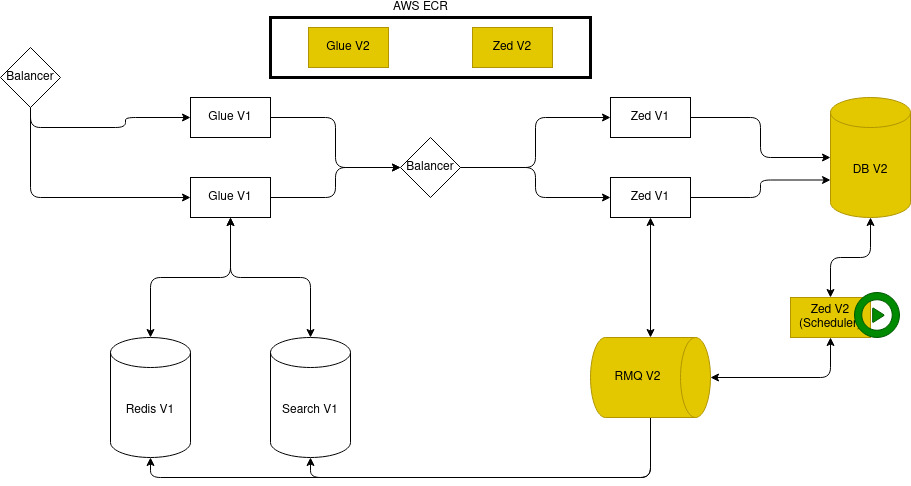 AWS ECR
Glue V2
Zed V2
Balancer
Glue V1
Zed V1
Balancer
DB V2
Glue V1
Zed V1
Zed V2
(Scheduler
RMQ V2
Redis V1
Search V1